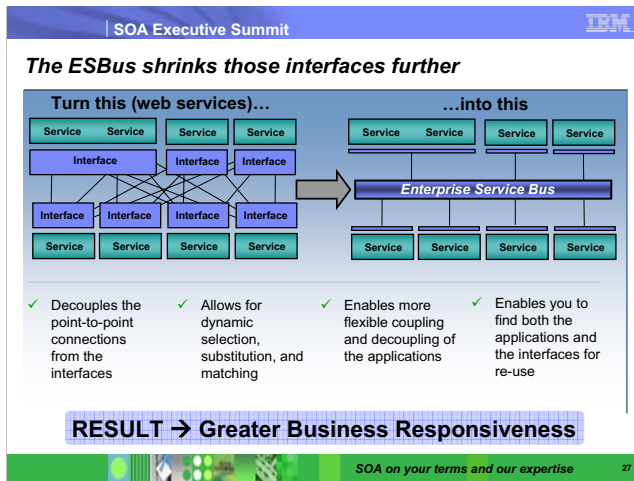 SOA Executive Summit
IBM
The ESBus shrinks those interfaces further
Turn this (web services)…
…into this
Service Service Service Service
Interface Interface Interface
Interface Interface Interface Interface
Service Service Service Service
Service Service Service Service
Enterprise Service Bus
Service Service Service Service
✓ Decouples the
point-to-point
connections
from the
interfaces
✓ Allows for
dynamic
selection,
substitution, and
matching
✓ Enables more
flexible coupling
and decoupling of
the applications
✓ Enables you to
find both the
applications and
the interfaces for
re-use
RESULT → Greater Business Responsiveness
SOA on your terms and our expertise
27